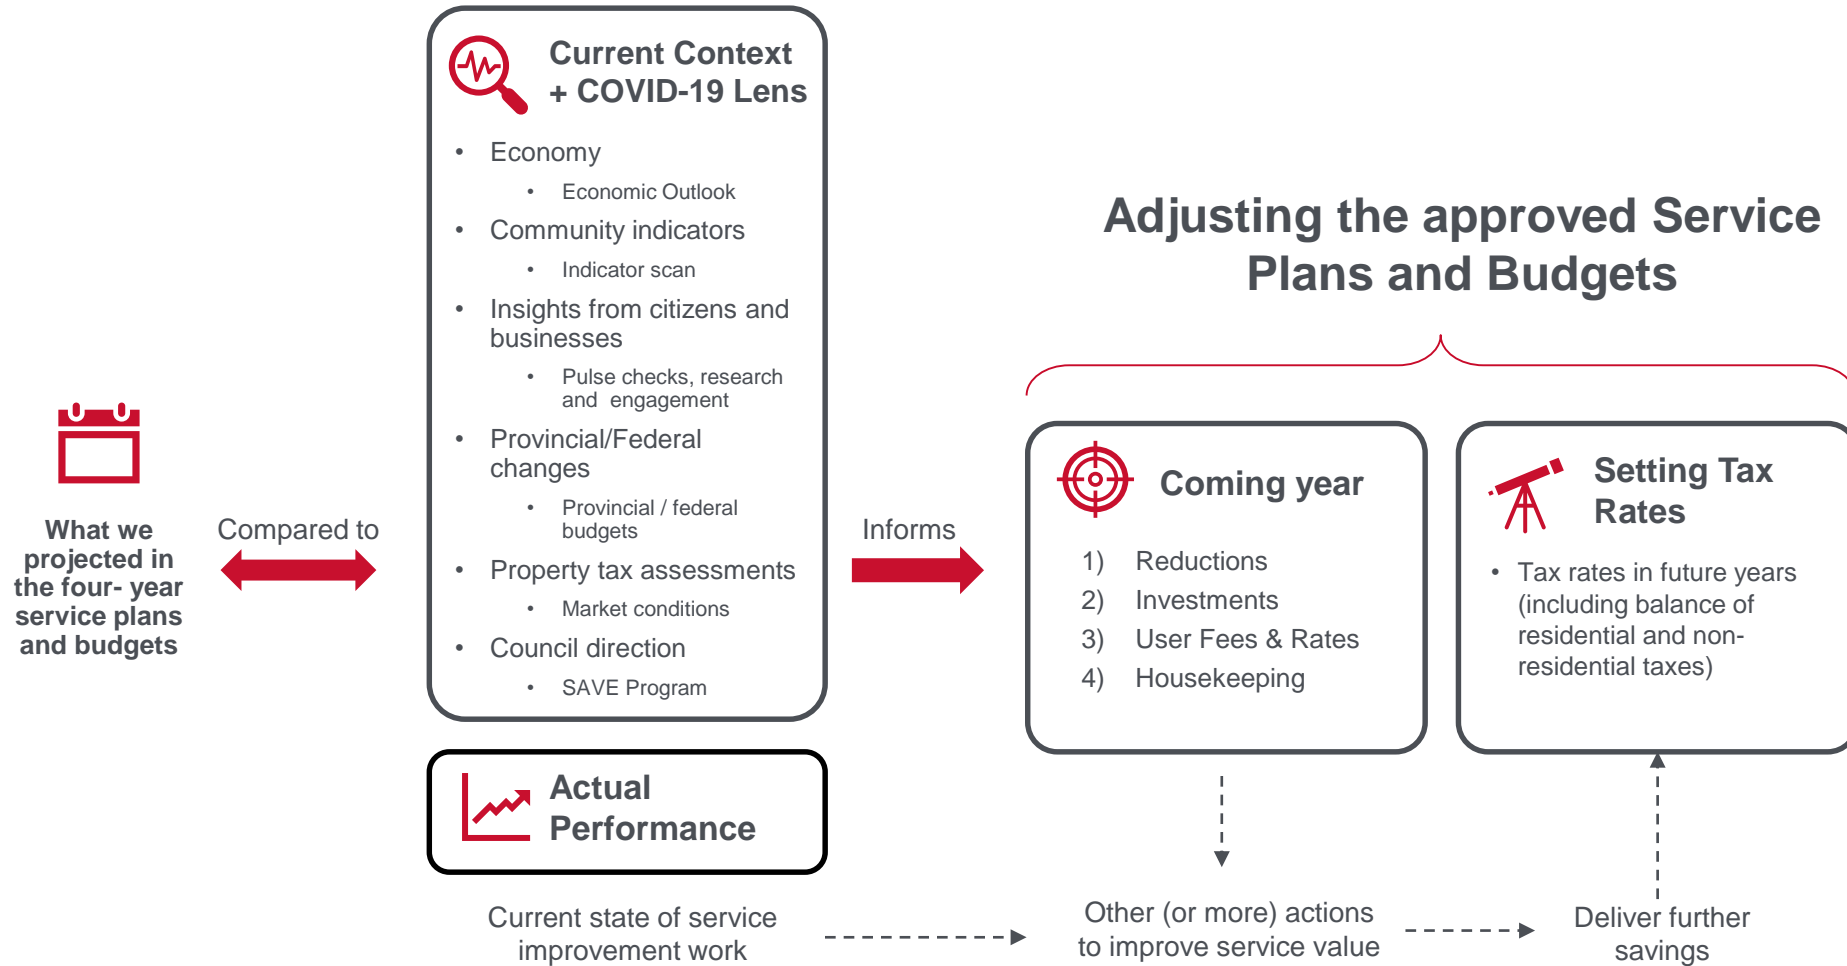 Current Context
+ COVID-19 Lens
• Economy
• Economic Outlook
• Community indicators
• Indicator scan
• Insights from citizens and
businesses
• Pulse checks, research
and engagement
• Provincial/Federal
changes
• Provincial / federal
budgets
• Property tax assessments
• Market conditions
• Council direction
• SAVE Program
What we
projected in
the four- year
service plans
and budgets
Compared to
Informs
Adjusting the approved Service
Plans and Budgets
Coming year
1) Reductions
2) Investments
3) User Fees & Rates
4) Housekeeping
Setting Tax
Rates
• Tax rates in future years
(including balance of
residential and non-
residential taxes)
Actual
Performance
Current state of service
improvement work
Other (or more) actions
to improve service value
Deliver further
savings